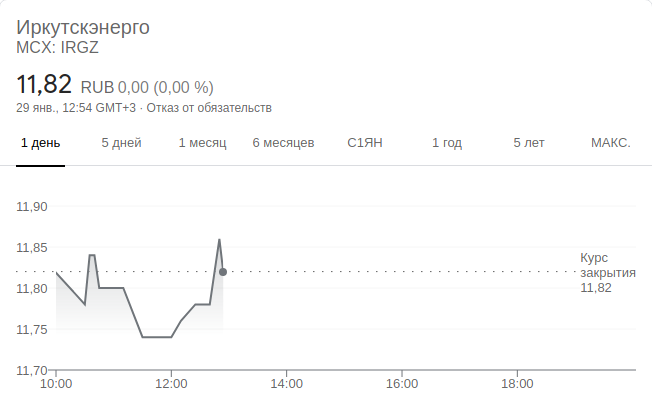 Иркутскэнерго
MCX: IRGZ
11,82 RUB 0,00 (0,00 %)
29 янв., 12:54 GMT+3 · Отказ от обязательств
1 день 5 дней 1 месяц 6 месяцев С1ЯН 1 год 5 лет МАКС.
11,90
11,85
Курс
закрытия
11,82
11,80
11,75
11,70
10:00 12:00 14:00 16:00 18:00